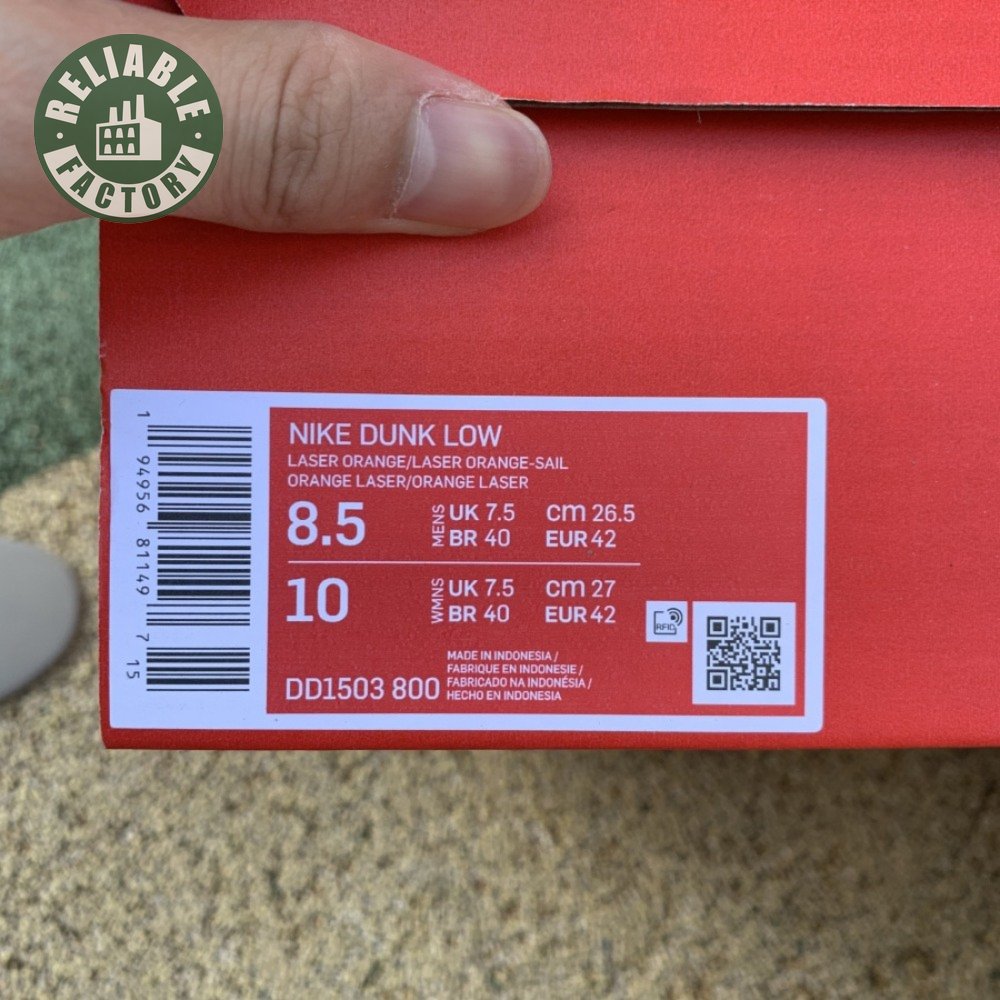 RELIABLE
FACTORY
1 94956 81149 7 15
NIKE DUNK LOW
LASER ORANGE/LASER ORANGE-SAIL
ORANGE LASER/ORANGE LASER
8.5 MENS UK 7.5 cm 26.5
BR 40 EUR 42
10 WMNS UK 7.5 cm 27
BR 40 EUR 42
RFID
MADE IN INDONESIA /
FABRIQUE EN INDONESIE /
FABRICADO NA INDONÉSIA /
DD1503 800 HECHO EN INDONESIA